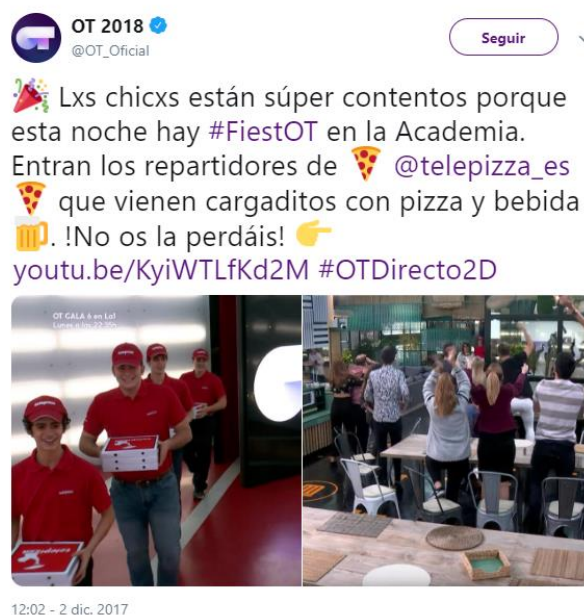 OT 2018
@OT_Oficial
Seguir
Lxs chicxs están súper contentos porque
esta noche hay #FiestOT en la Academia.
Entran los repartidores de 🍕 @telepizza_es
🍕 que vienen cargaditos con pizza y bebida
🍺. !No os la perdáis! 👉
youtu.be/KyiWTLfKd2M #OTDirecto2D
OT GALA 6 en La1
Lunes a las 22:35h
12:02 - 2 dic. 2017